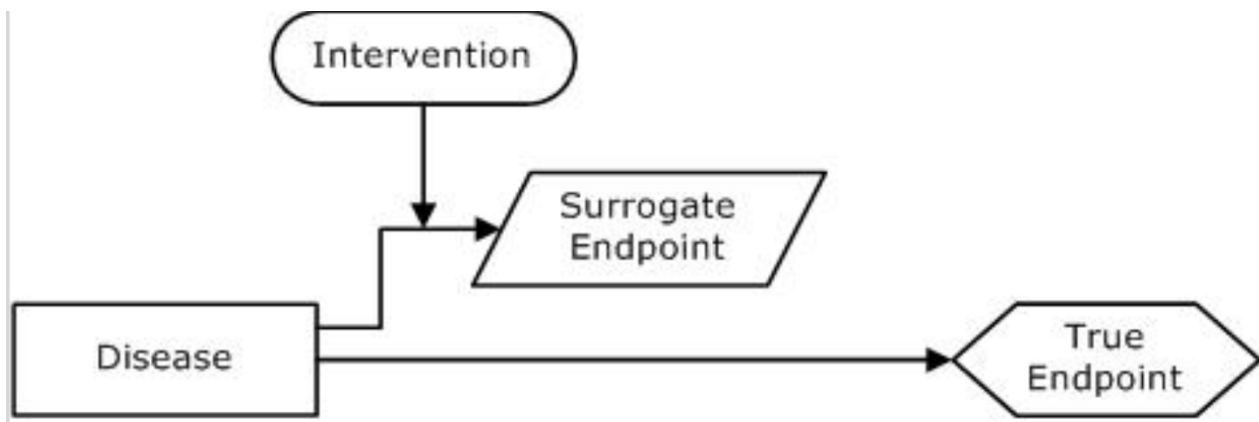 Intervention
Surrogate
Endpoint
Disease
True
Endpoint